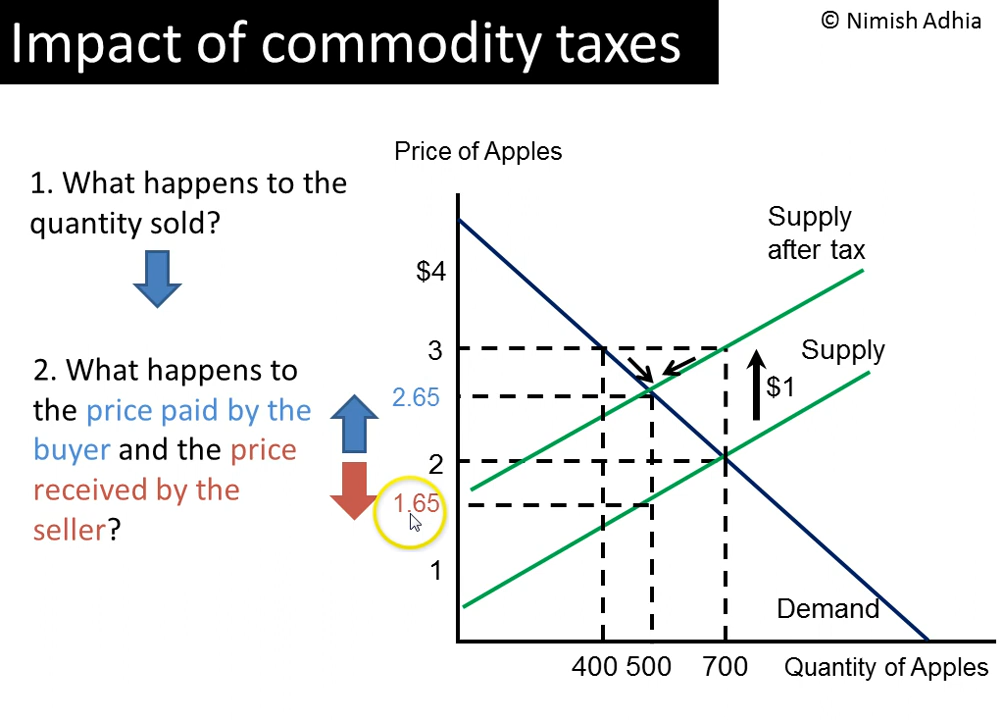 Impact of commodity taxes
© Nimish Adhia
1. What happens to the
quantity sold?
2. What happens to
the price paid by the
buyer and the price
received by the
seller?
Price of Apples
$4
3
2.65
2
1.65
1
Supply
after tax
Supply
$1
Demand
400 500 700 Quantity of Apples